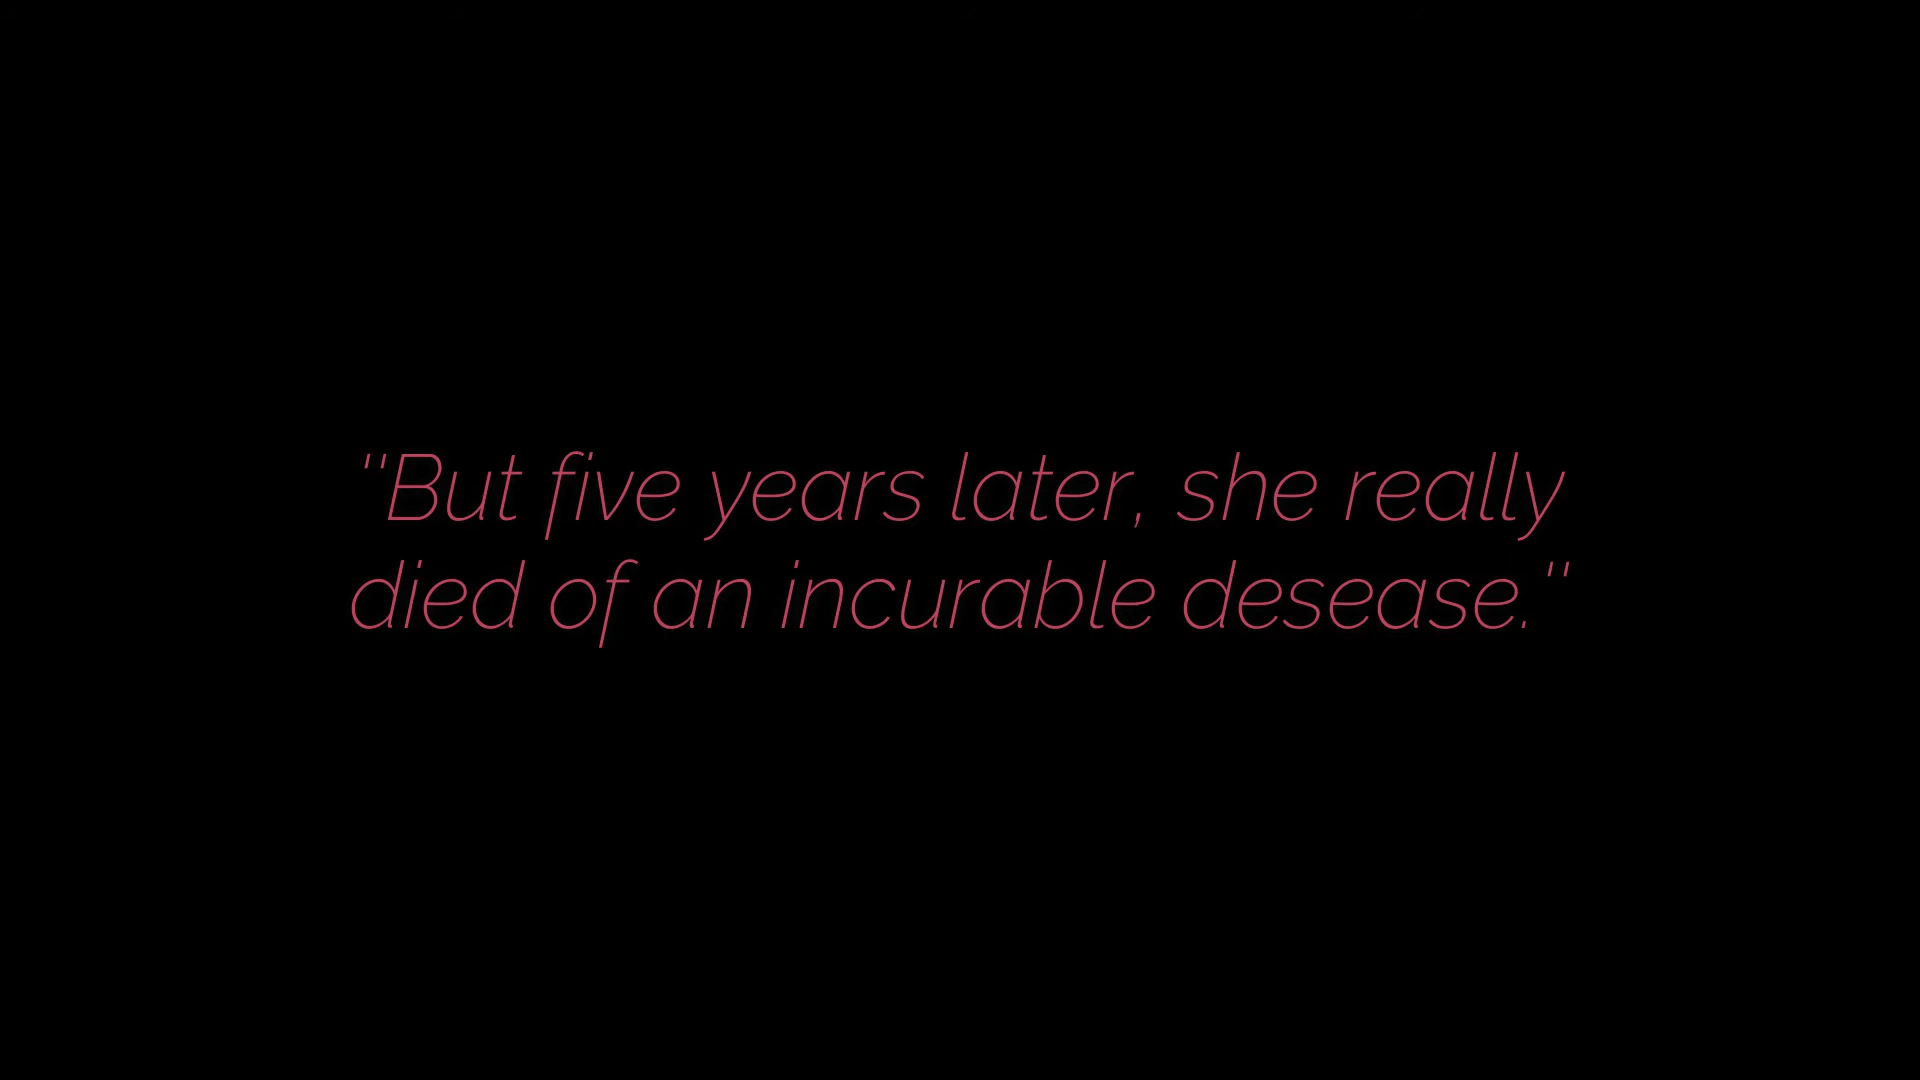 "But five years later, she really
died of an incurable desease."